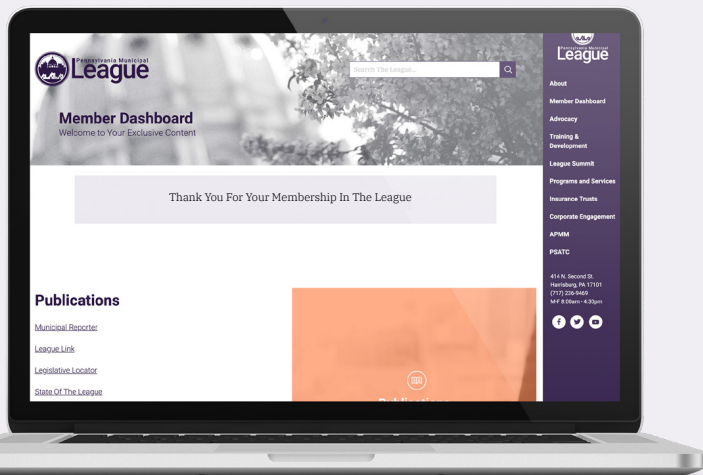 Pennsylvania Municipal
League
Search The League...
Member Dashboard
Welcome to Your Exclusive Content
Thank You For Your Membership In The League
Publications
Municipal Reporter
League Link
Legislative Locator
State Of The League
Publications
Pennsylvania Municipal
League
About
Member Dashboard
Advocacy
Training &
Development
League Summit
Programs and Services
Insurance Trusts
Corporate Engagement
APMM
PSATC
414 N. Second St.
Harrisburg, PA 17101
(717) 236-9469
M-F 8:00am - 4:30pm